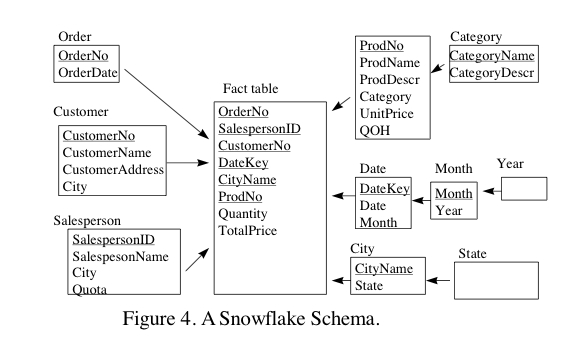 Order
OrderNo
OrderDate
Customer
CustomerNo
CustomerName
CustomerAddress
City
Salesperson
SalespersonID
SalespesonName
City
Quota
Fact table
OrderNo
SalespersonID
CustomerNo
DateKey
CityName
ProdNo
Quantity
TotalPrice
ProdNo
ProdName
ProdDescr
Category
UnitPrice
QOH
Category
CategoryName
CategoryDescr
Date
DateKey
Date
Month
Month
Month
Year
Year
City
CityName
State
State
Figure 4. A Snowflake Schema.